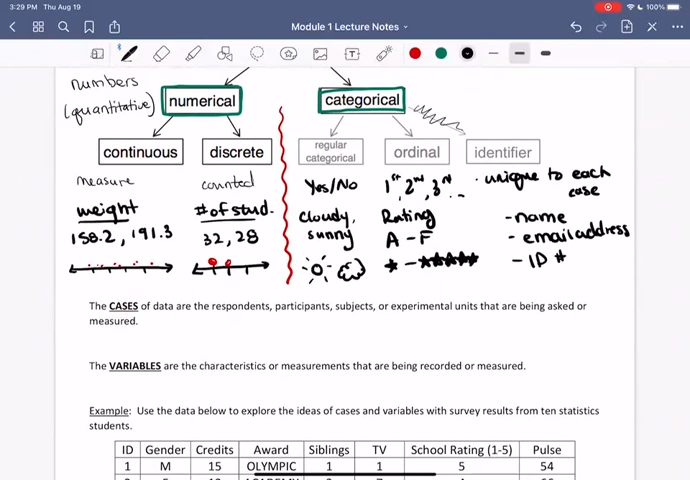 3:29 PM Thu Aug 19
100%
Module 1 Lecture Notes
numbers
(quantitative)
numerical
categorical
continuous
discrete
regular
categorical
ordinal
identifier
measure
counted
Yes/No
1st, 2nd, 3rd, ...
unique to each
case
weight
# of stud.
cloudy,
sunny
Rating
- name
158.2, 191.3
32, 28
A - F
- email address
- ID #
The CASES of data are the respondents, participants, subjects, or experimental units that are being asked or
measured.
The VARIABLES are the characteristics or measurements that are being recorded or measured.
Example: Use the data below to explore the ideas of cases and variables with survey results from ten statistics
students.
ID Gender Credits Award Siblings TV School Rating (1-5) Pulse
1 M 15 OLYMPIC 1 1 5 54